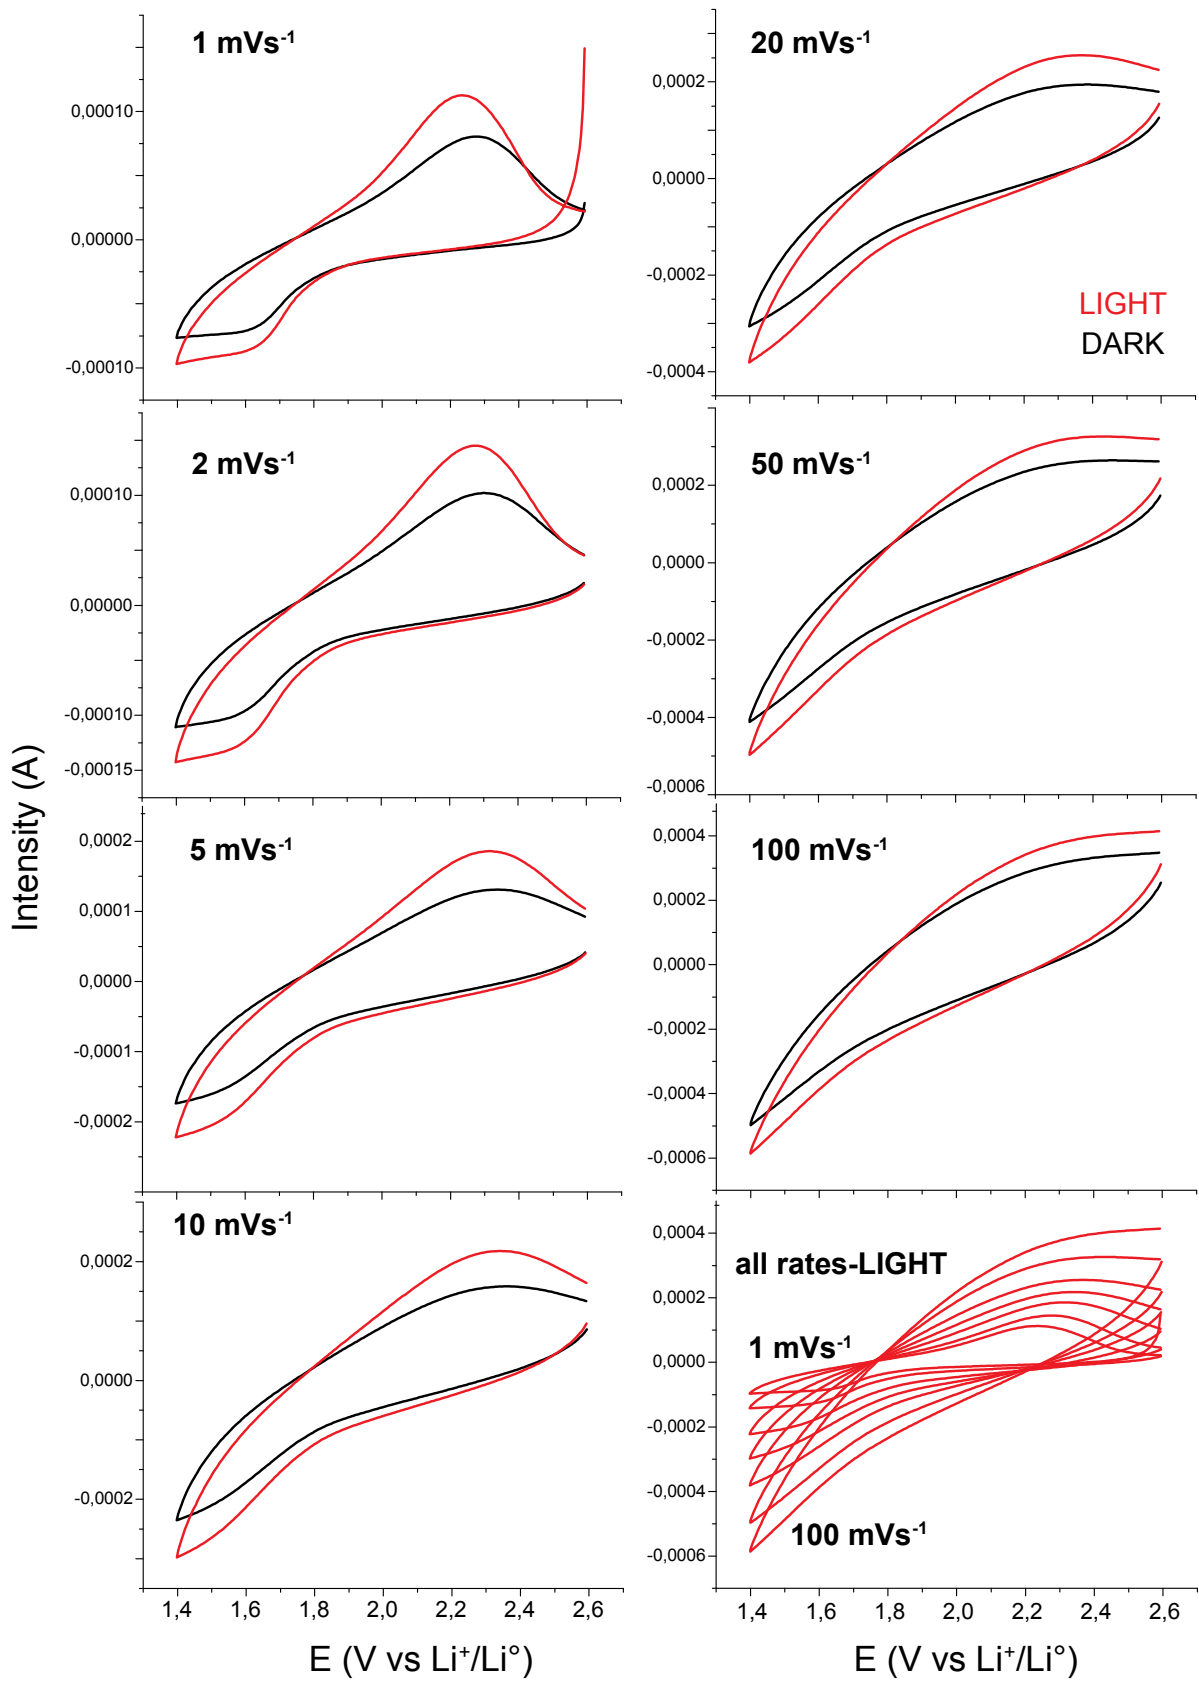 1 mVs⁻¹
0,00010
0,00000
-0,00010
2 mVs⁻¹
0,00010
0,00000
-0,00010
-0,00015
5 mVs⁻¹
0,0002
0,0001
0,0000
-0,0001
-0,0002
10 mVs⁻¹
0,0002
0,0000
-0,0002
1,4 1,6 1,8 2,0 2,2 2,4 2,6
E (V vs Li⁺/Li°)
Intensity (A)
20 mVs⁻¹
0,0002
0,0000
-0,0002
-0,0004
LIGHT
DARK
50 mVs⁻¹
0,0002
0,0000
-0,0002
-0,0004
-0,0006
100 mVs⁻¹
0,0004
0,0002
0,0000
-0,0002
-0,0004
-0,0006
all rates-LIGHT
1 mVs⁻¹
100 mVs⁻¹
0,0004
0,0002
0,0000
-0,0002
-0,0004
-0,0006
1,4 1,6 1,8 2,0 2,2 2,4 2,6
E (V vs Li⁺/Li°)